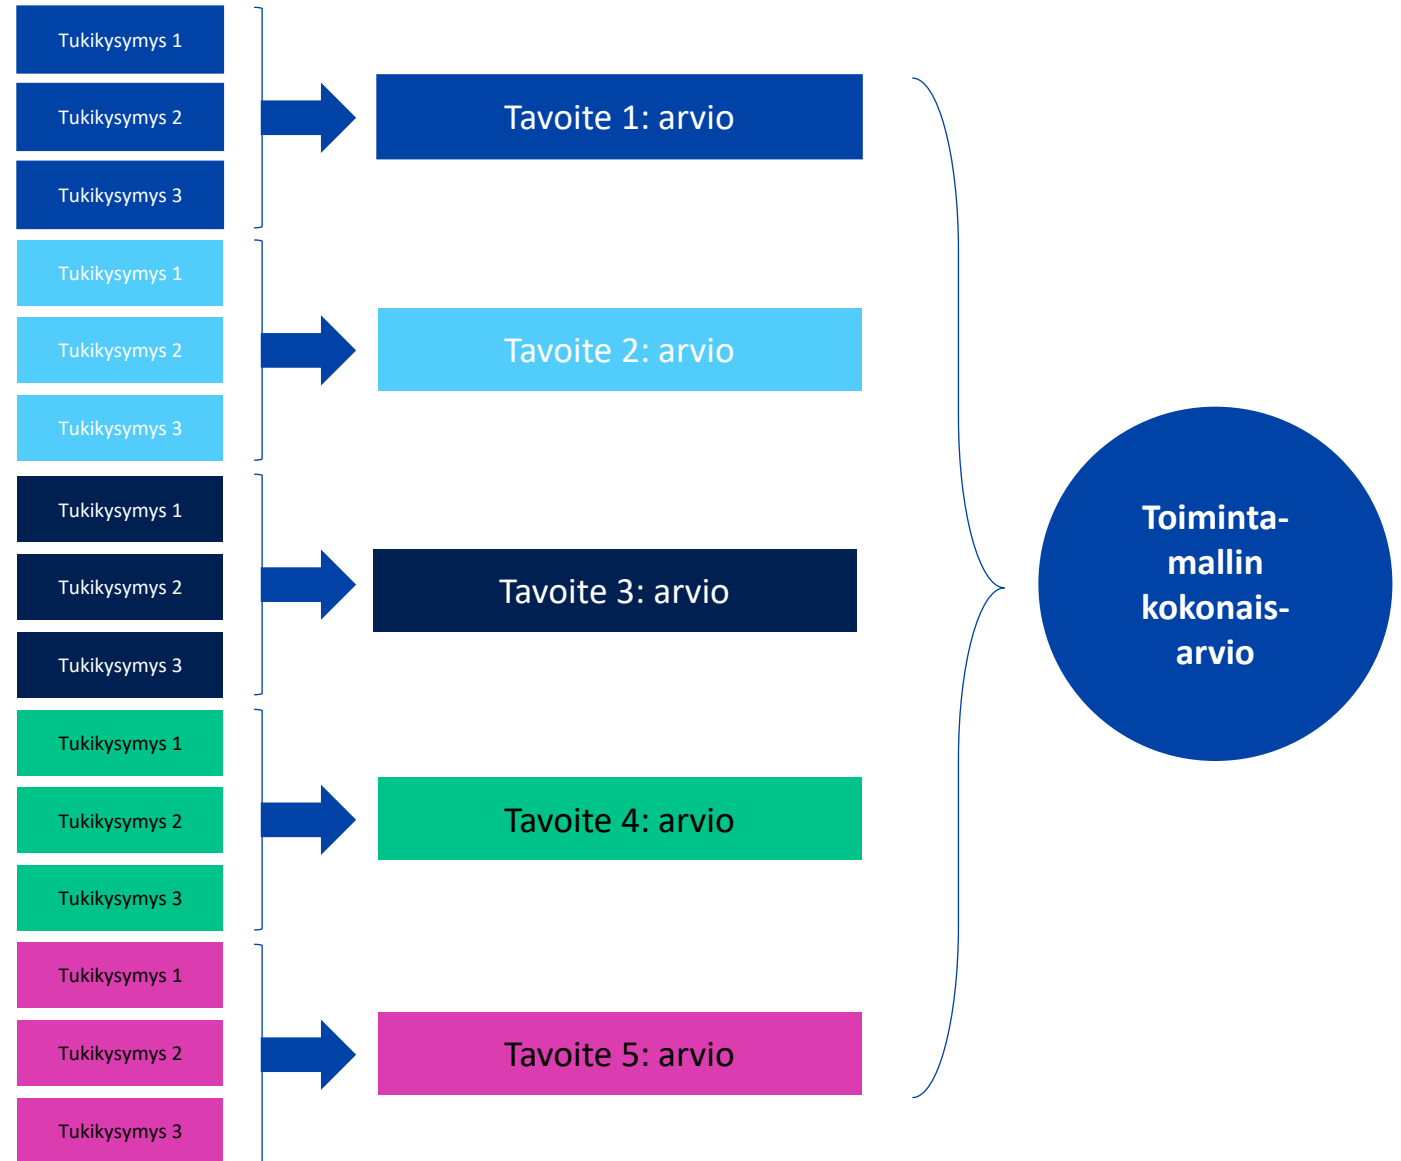 Tukikysymys 1
Tukikysymys 2
Tukikysymys 3
Tavoite 1: arvio
Tukikysymys 1
Tukikysymys 2
Tukikysymys 3
Tavoite 2: arvio
Tukikysymys 1
Tukikysymys 2
Tukikysymys 3
Tavoite 3: arvio
Tukikysymys 1
Tukikysymys 2
Tukikysymys 3
Tavoite 4: arvio
Tukikysymys 1
Tukikysymys 2
Tukikysymys 3
Tavoite 5: arvio
Toiminta-
mallin
kokonais-
arvio